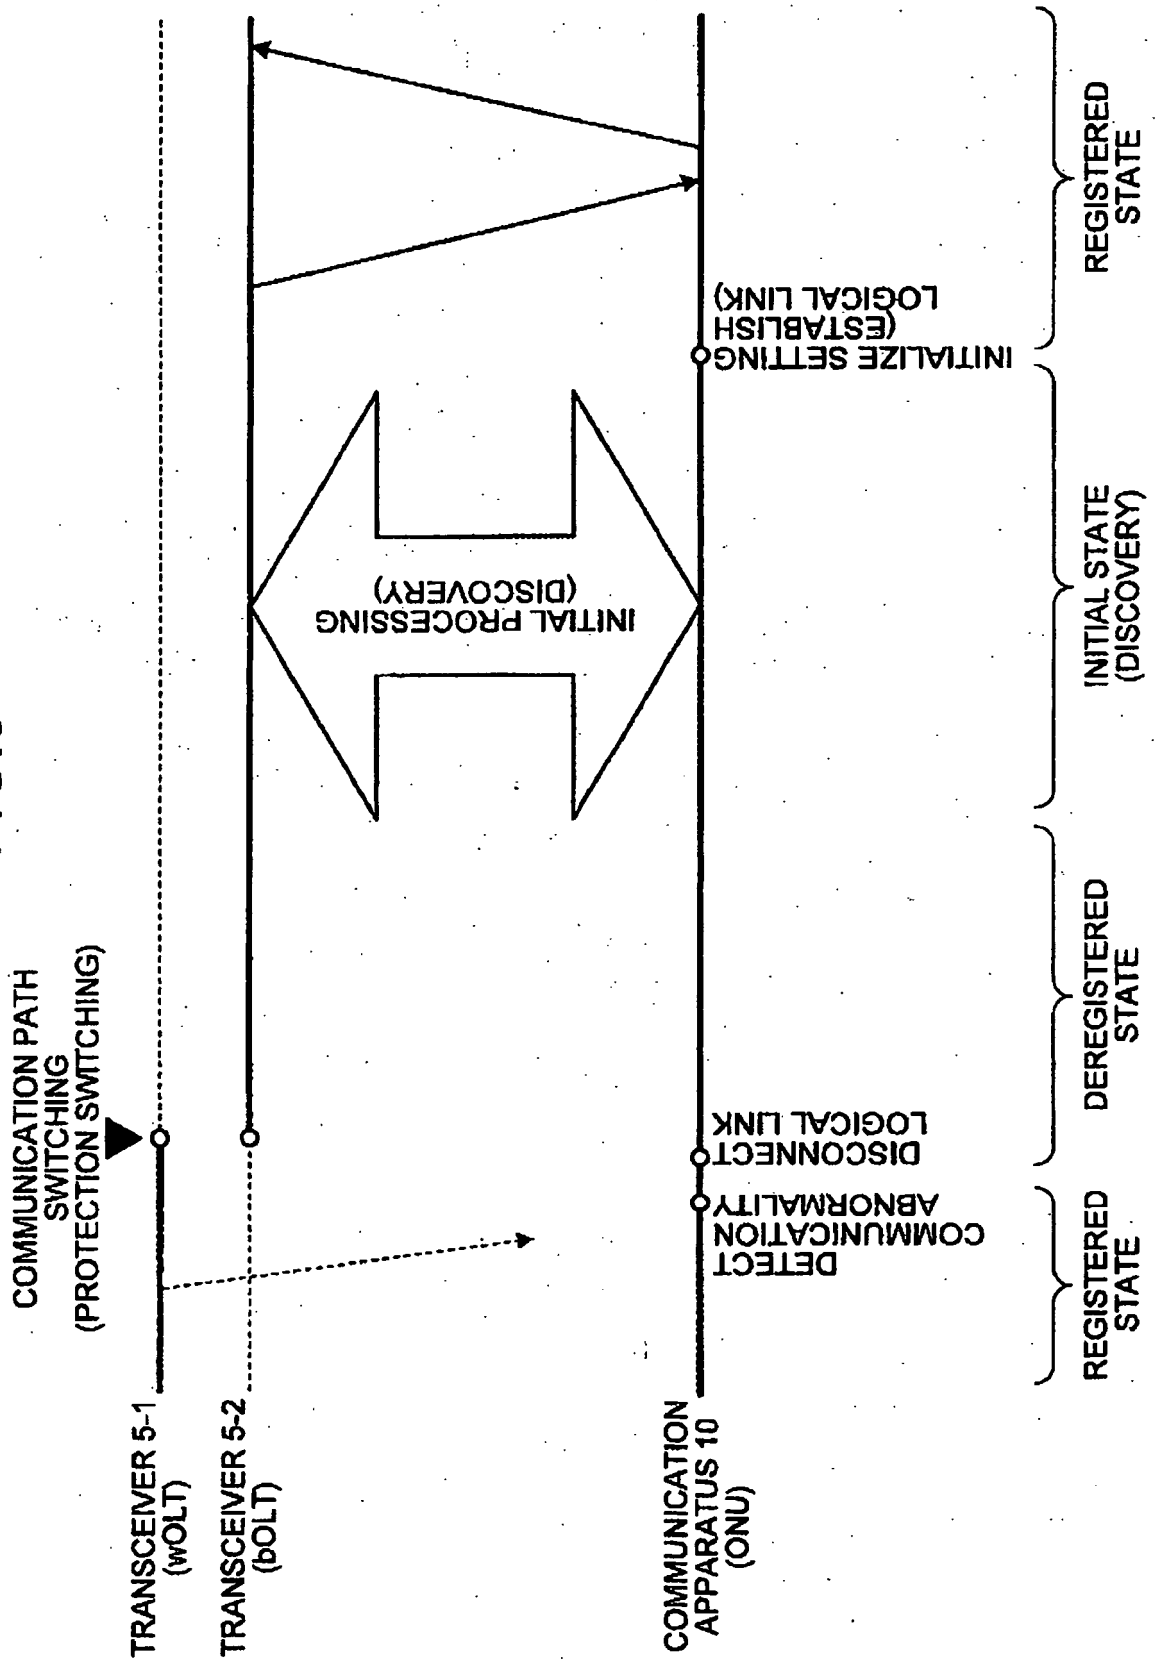 COMMUNICATION PATH
SWITCHING
(PROTECTION SWITCHING)
TRANSCEIVER 5-1
(wOLT)
TRANSCEIVER 5-2
(bOLT)
INITIAL PROCESSING
(DISCOVERY)
COMMUNICATION
APPARATUS 10
(ONU)
DETECT
COMMUNICATION
ABNORMALITY
DISCONNECT
LOGICAL LINK
INITIALIZE SETTING
(ESTABLISH
LOGICAL LINK)
REGISTERED
STATE
DEREGISTERED
STATE
INITIAL STATE
(DISCOVERY)
REGISTERED
STATE